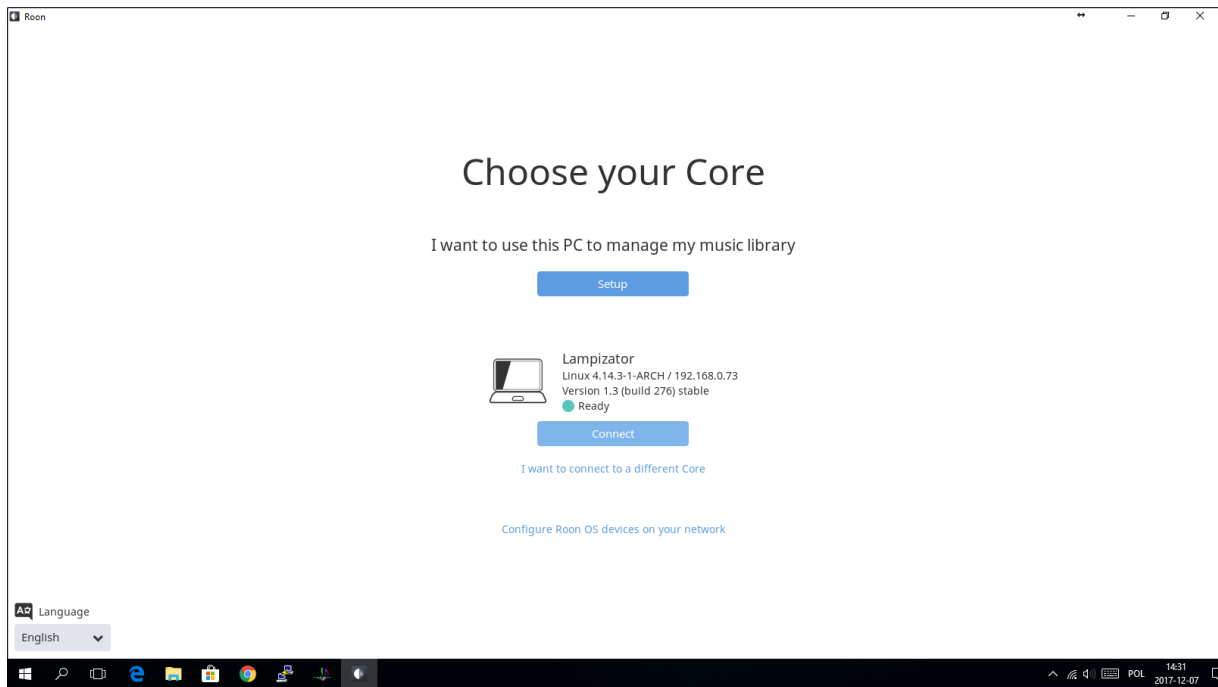 Roon
Choose your Core
I want to use this PC to manage my music library
Setup
Lampizator
Linux 4.14.3-1-ARCH / 192.168.0.73
Version 1.3 (build 276) stable
Ready
Connect
I want to connect to a different Core
Configure Roon OS devices on your network
Language
English
POL
14:31
2017-12-07